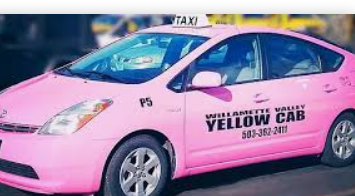 TAXI
P5
WILLAMETTE VALLEY
YELLOW CAB
503-362-2411